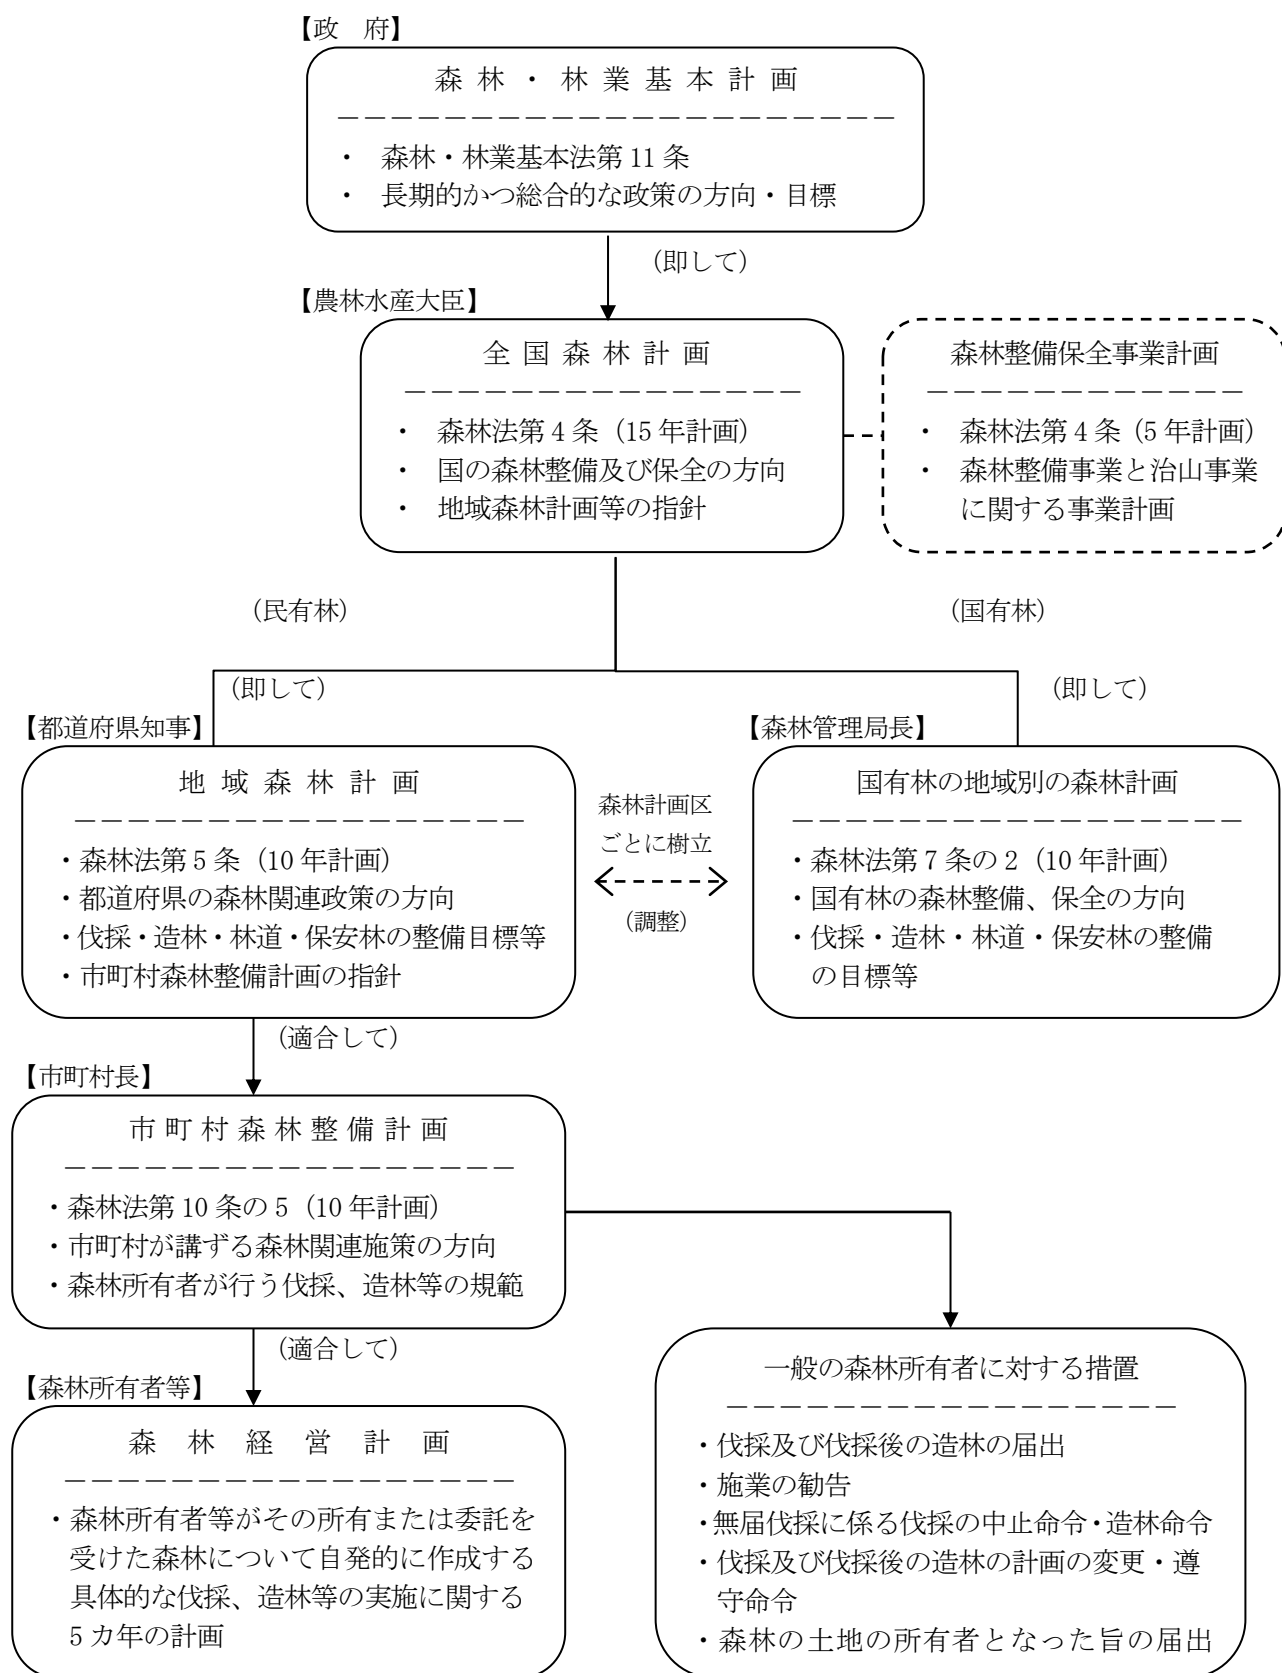 【政　府】
森林・林業基本計画
・　森林・林業基本法第11条
・　長期的かつ総合的な政策の方向・目標
（即して）
【農林水産大臣】
全国森林計画
・　森林法第4条（15年計画）
・　国の森林整備及び保全の方向
・　地域森林計画等の指針
森林整備保全事業計画
・　森林法第4条（5年計画）
・　森林整備事業と治山事業
に関する事業計画
（民有林）
（国有林）
（即して）
（即して）
【都道府県知事】
地域森林計画
・森林法第5条（10年計画）
・都道府県の森林関連政策の方向
・伐採・造林・林道・保安林の整備目標等
・市町村森林整備計画の指針
森林計画区
ごとに樹立
（調整）
【森林管理局長】
国有林の地域別の森林計画
・森林法第7条の2（10年計画）
・国有林の森林整備、保全の方向
・伐採・造林・林道・保安林の整備
の目標等
（適合して）
【市町村長】
市町村森林整備計画
・森林法第10条の5（10年計画）
・市町村が講ずる森林関連施策の方向
・森林所有者が行う伐採、造林等の規範
（適合して）
【森林所有者等】
森林経営計画
・森林所有者等がその所有または委託を
受けた森林について自発的に作成する
具体的な伐採、造林等の実施に関する
5カ年の計画
一般の森林所有者に対する措置
・伐採及び伐採後の造林の届出
・施業の勧告
・無届伐採に係る伐採の中止命令・造林命令
・伐採及び伐採後の造林の計画の変更・遵
守命令
・森林の土地の所有者となった旨の届出